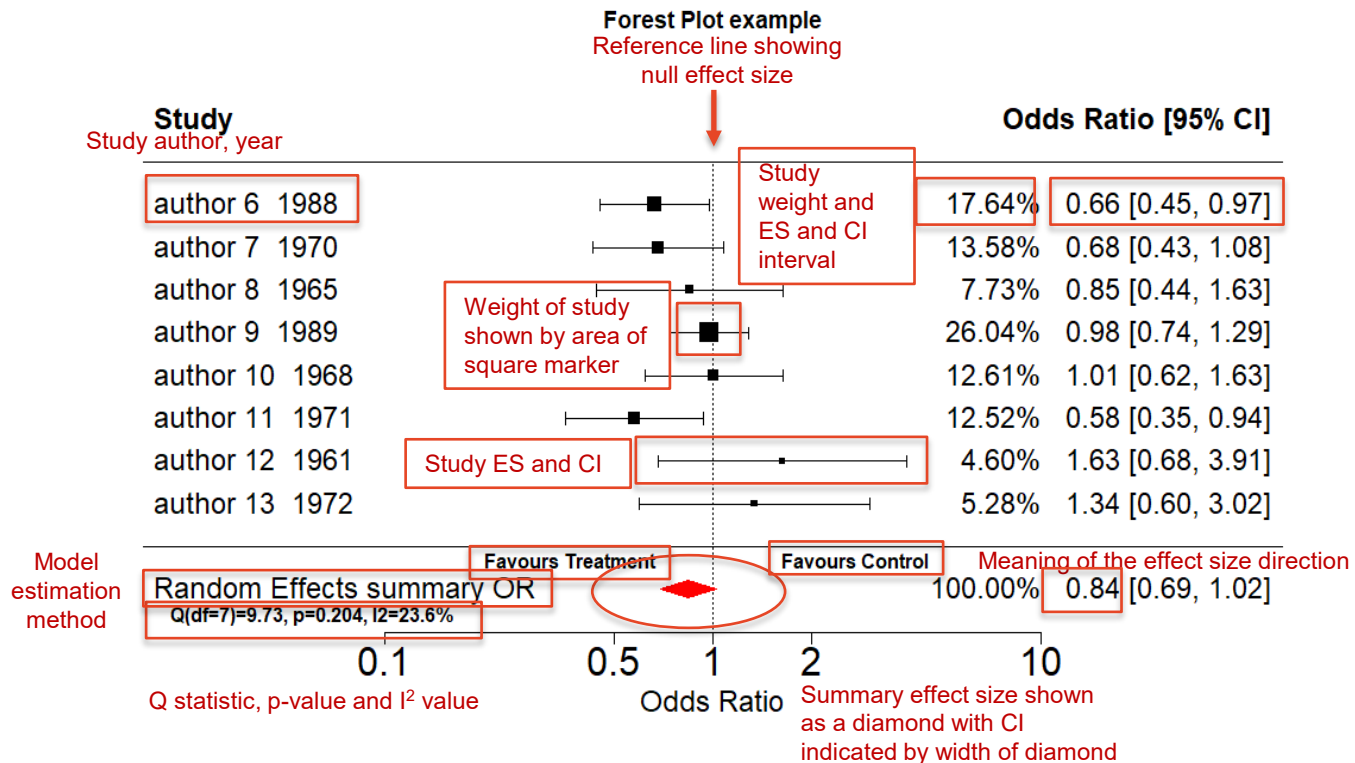 Forest Plot example
Reference line showing
null effect size
Study
Odds Ratio [95% CI]
Study author, year
Study
weight and
ES and CI
interval
author 6 1988
17.64% 0.66 [0.45, 0.97]
author 7 1970
13.58% 0.68 [0.43, 1.08]
author 8 1965
7.73% 0.85 [0.44, 1.63]
Weight of study
shown by area of
square marker
author 9 1989
26.04% 0.98 [0.74, 1.29]
author 10 1968
12.61% 1.01 [0.62, 1.63]
author 11 1971
12.52% 0.58 [0.35, 0.94]
author 12 1961
Study ES and CI
4.60% 1.63 [0.68, 3.91]
author 13 1972
5.28% 1.34 [0.60, 3.02]
Model
estimation
method
Favours Treatment
Favours Control
Meaning of the effect size direction
Random Effects summary OR
100.00% 0.84 [0.69, 1.02]
Q(df=7)=9.73, p=0.204, I2=23.6%
0.1 0.5 1 2 10
Odds Ratio
Q statistic, p-value and I² value
Summary effect size shown
as a diamond with CI
indicated by width of diamond